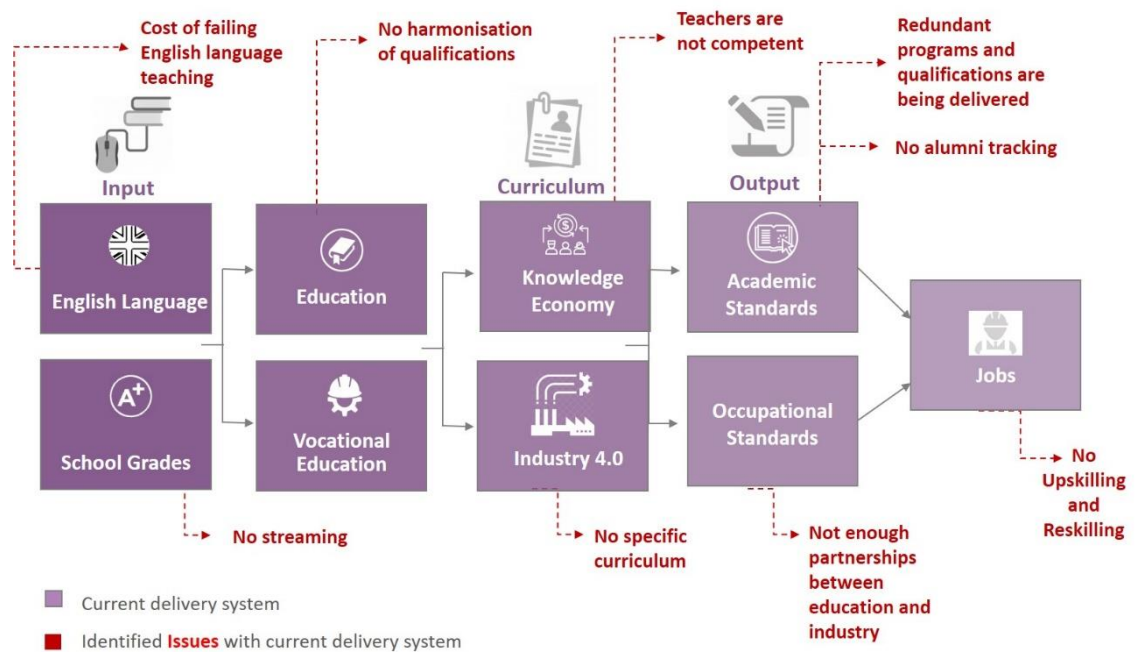 Cost of failing
English language
teaching
No harmonisation
of qualifications
Teachers are
not competent
Redundant
programs and
qualifications are
being delivered
No alumni tracking
Input
Curriculum
Output
English Language
Education
Knowledge
Economy
Academic
Standards
Jobs
A+
School Grades
Vocational
Education
Industry 4.0
Occupational
Standards
No streaming
No specific
curriculum
Not enough
partnerships
between
education and
industry
No
Upskilling
and
Reskilling
Current delivery system
Identified Issues with current delivery system